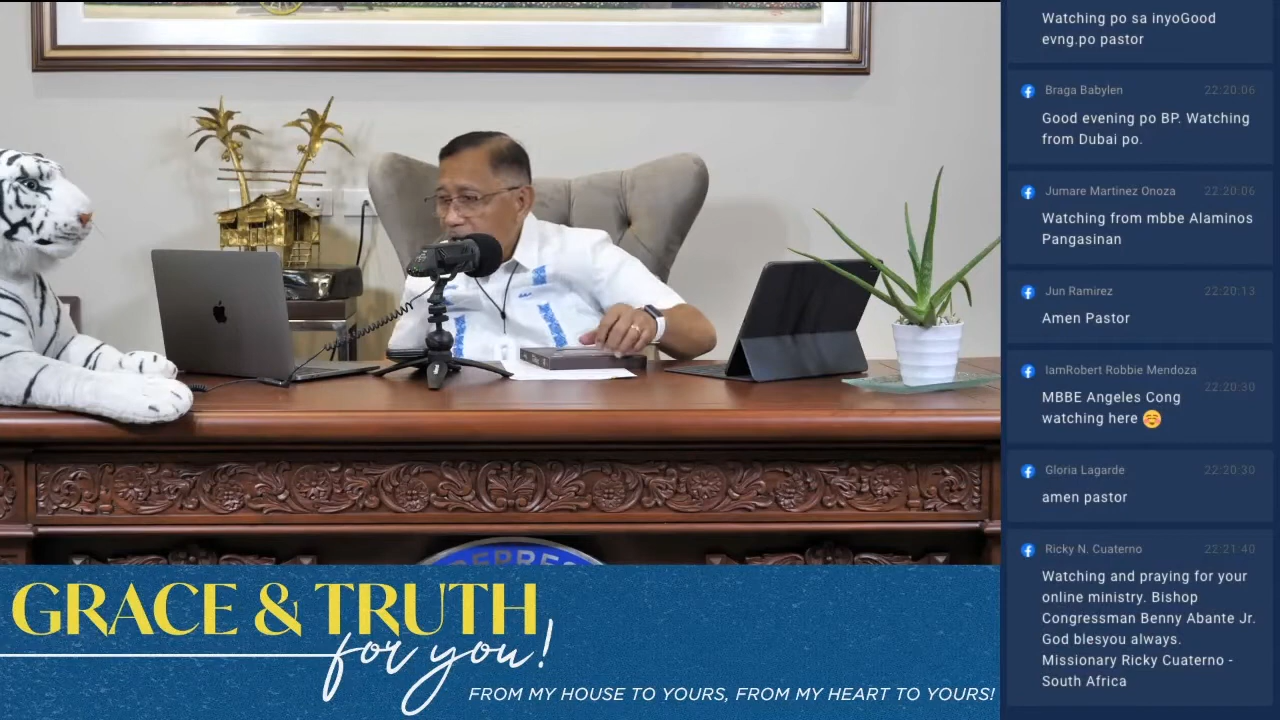 Watching po sa inyoGood
evng.po pastor
Braga Babylen 22:20:06
Good evening po BP. Watching
from Dubai po.
Jumare Martinez Onoza 22:20:06
Watching from mbbe Alaminos
Pangasinan
Jun Ramirez 22:20:13
Amen Pastor
IamRobert Robbie Mendoza
22:20:30
MBBE Angeles Cong
watching here ☺️
Gloria Lagarde 22:20:30
amen pastor
Ricky N. Cuaterno 22:21:40
Watching and praying for your
online ministry. Bishop
Congressman Benny Abante Jr.
God blesyou always.
Missionary Ricky Cuaterno -
South Africa
GRACE & TRUTH
for you!
FROM MY HOUSE TO YOURS, FROM MY HEART TO YOURS!